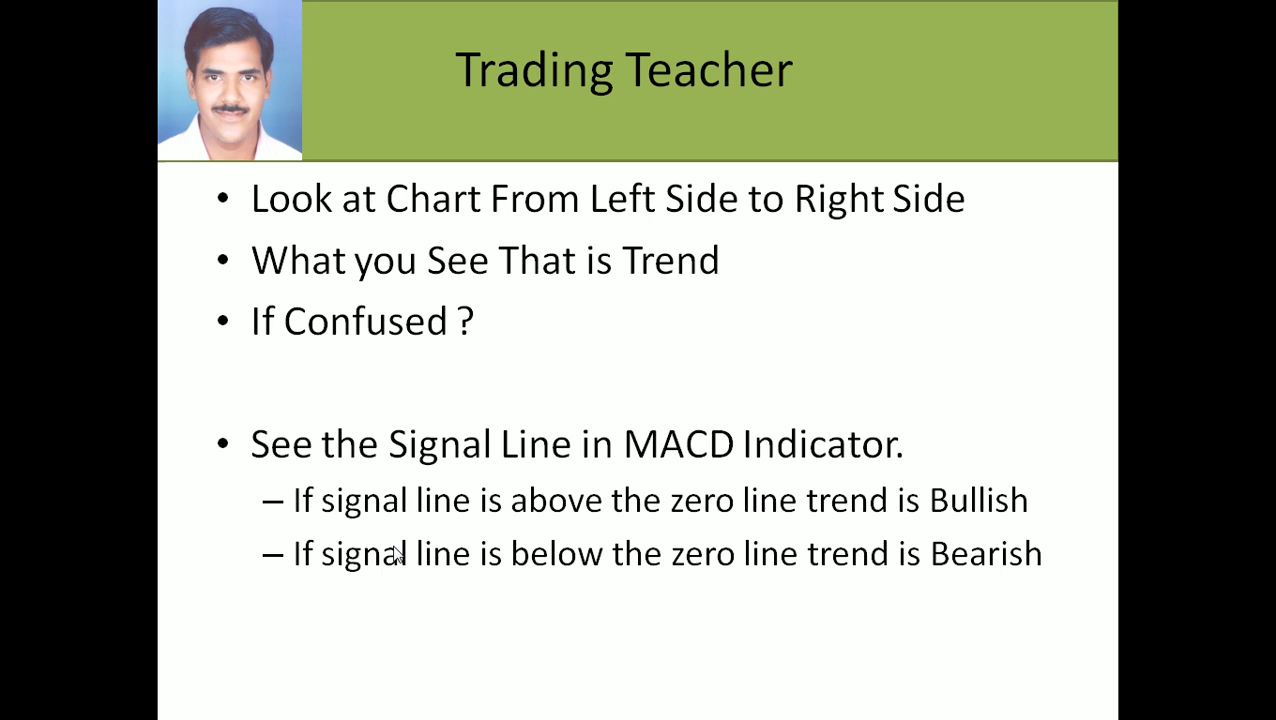 Trading Teacher
• Look at Chart From Left Side to Right Side
• What you See That is Trend
• If Confused ?
• See the Signal Line in MACD Indicator.
– If signal line is above the zero line trend is Bullish
– If signal line is below the zero line trend is Bearish